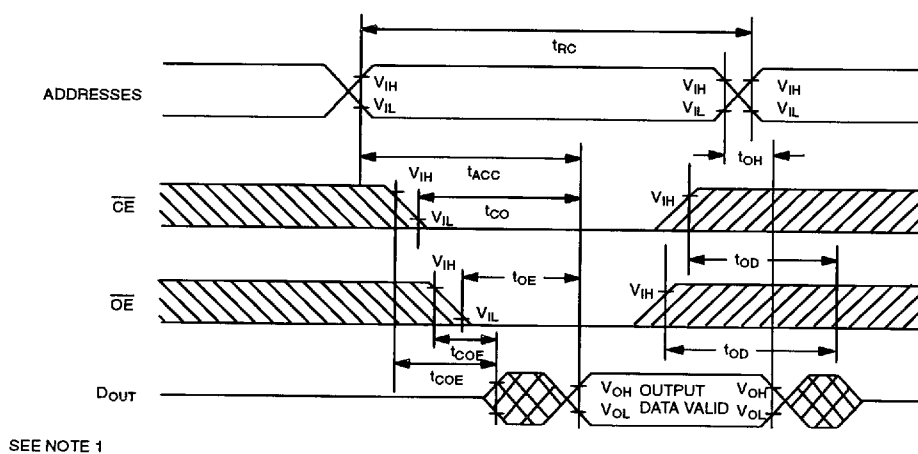 tRC
ADDRESSES
VIH
VIL
VIH
VIL
VIH
VIL
tOH
tACC
CE
VIH
VIL
tCO
VIH
tOD
OE
VIH
VIL
tOE
VIH
tCOE
tOD
tCOE
DOUT
VOH OUTPUT
VOL DATA VALID
VOH
VOL
SEE NOTE 1